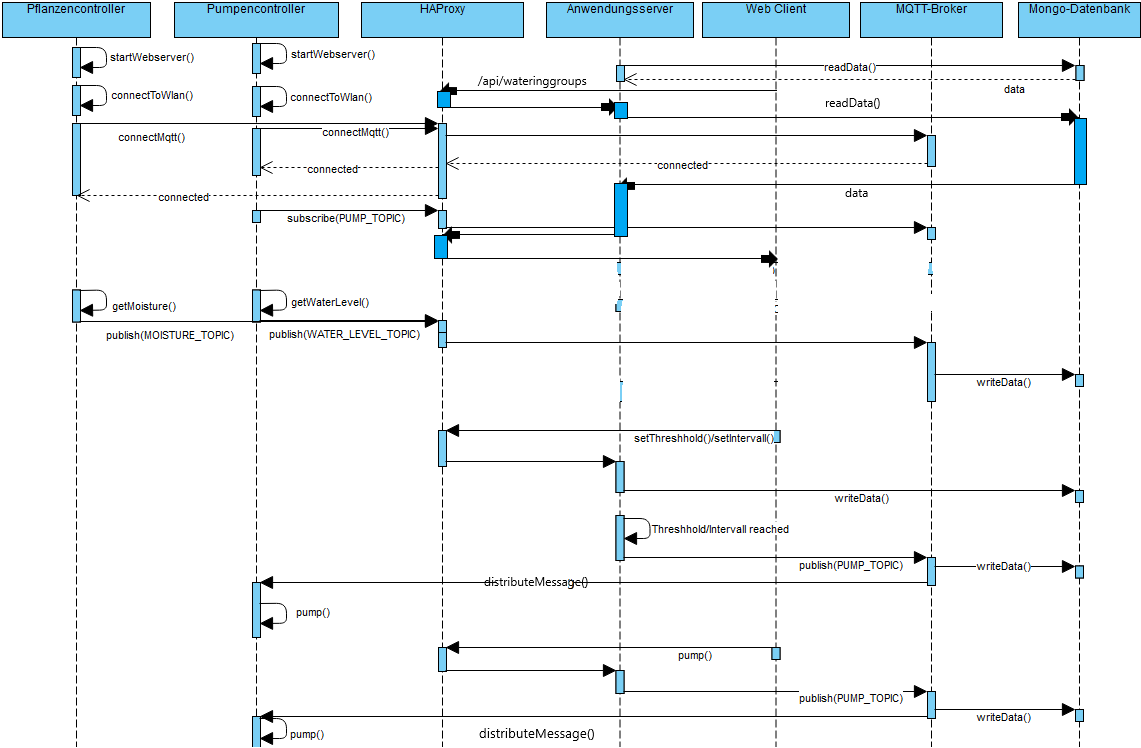 Pflanzencontroller
Pumpencontroller
HAProxy
Anwendungsserver
Web Client
MQTT-Broker
Mongo-Datenbank
startWebserver()
startWebserver()
readData()
/api/wateringgroups
data
connectToWlan()
connectToWlan()
readData()
connectMqtt()
connectMqtt()
connected
connected
connected
data
subscribe(PUMP_TOPIC)
getMoisture()
getWaterLevel()
publish(MOISTURE_TOPIC)
publish(WATER_LEVEL_TOPIC)
writeData()
setThreshhold()/setIntervall()
writeData()
Threshhold/Intervall reached
publish(PUMP_TOPIC)
writeData()
distributeMessage()
pump()
pump()
publish(PUMP_TOPIC)
writeData()
pump()
distributeMessage()